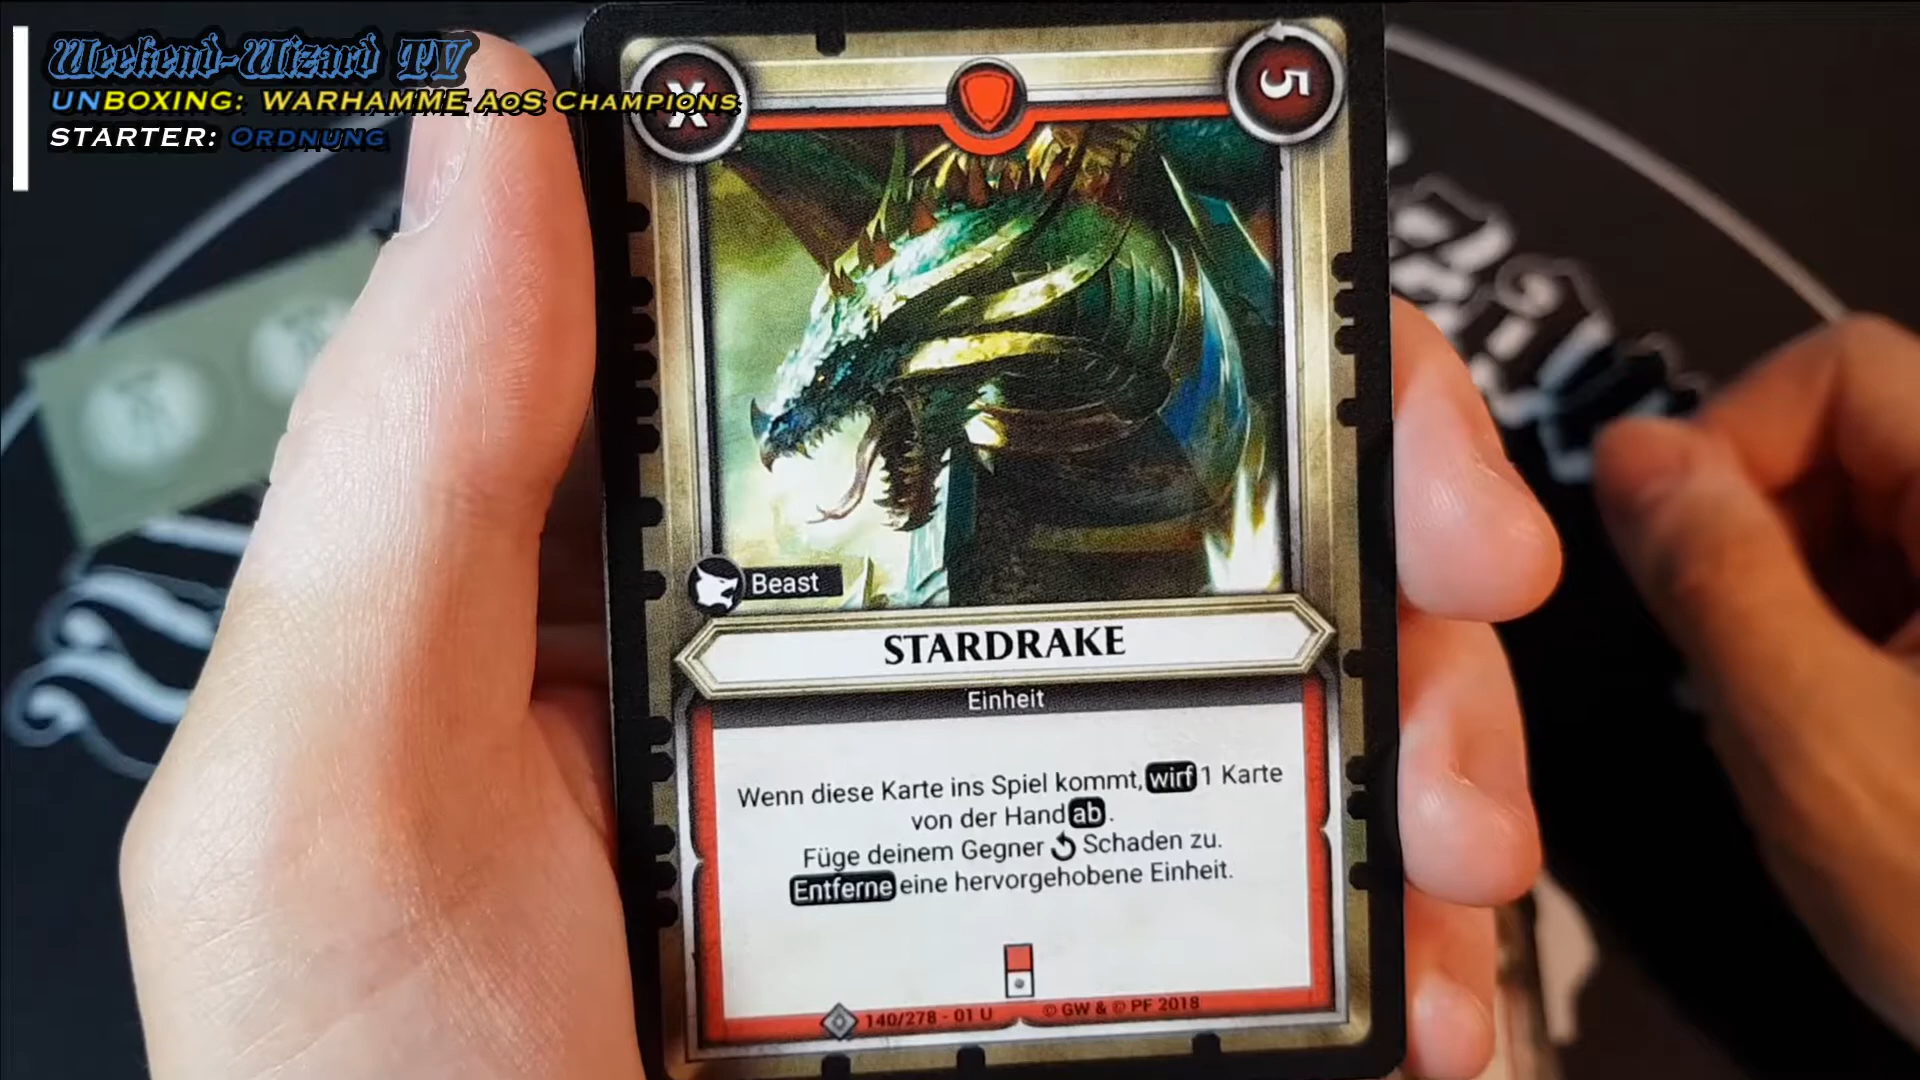 Weekend-Wizard TV
UNBOXING: WARHAMME AoS CHAMPIONS
STARTER: ORDNUNG
X
5
Beast
STARDRAKE
Einheit
Wenn diese Karte ins Spiel kommt, wirf 1 Karte
von der Hand ab.
Füge deinem Gegner Schaden zu.
Entferne eine hervorgehobene Einheit.
140/278 - 01 U © GW & © PF 2018